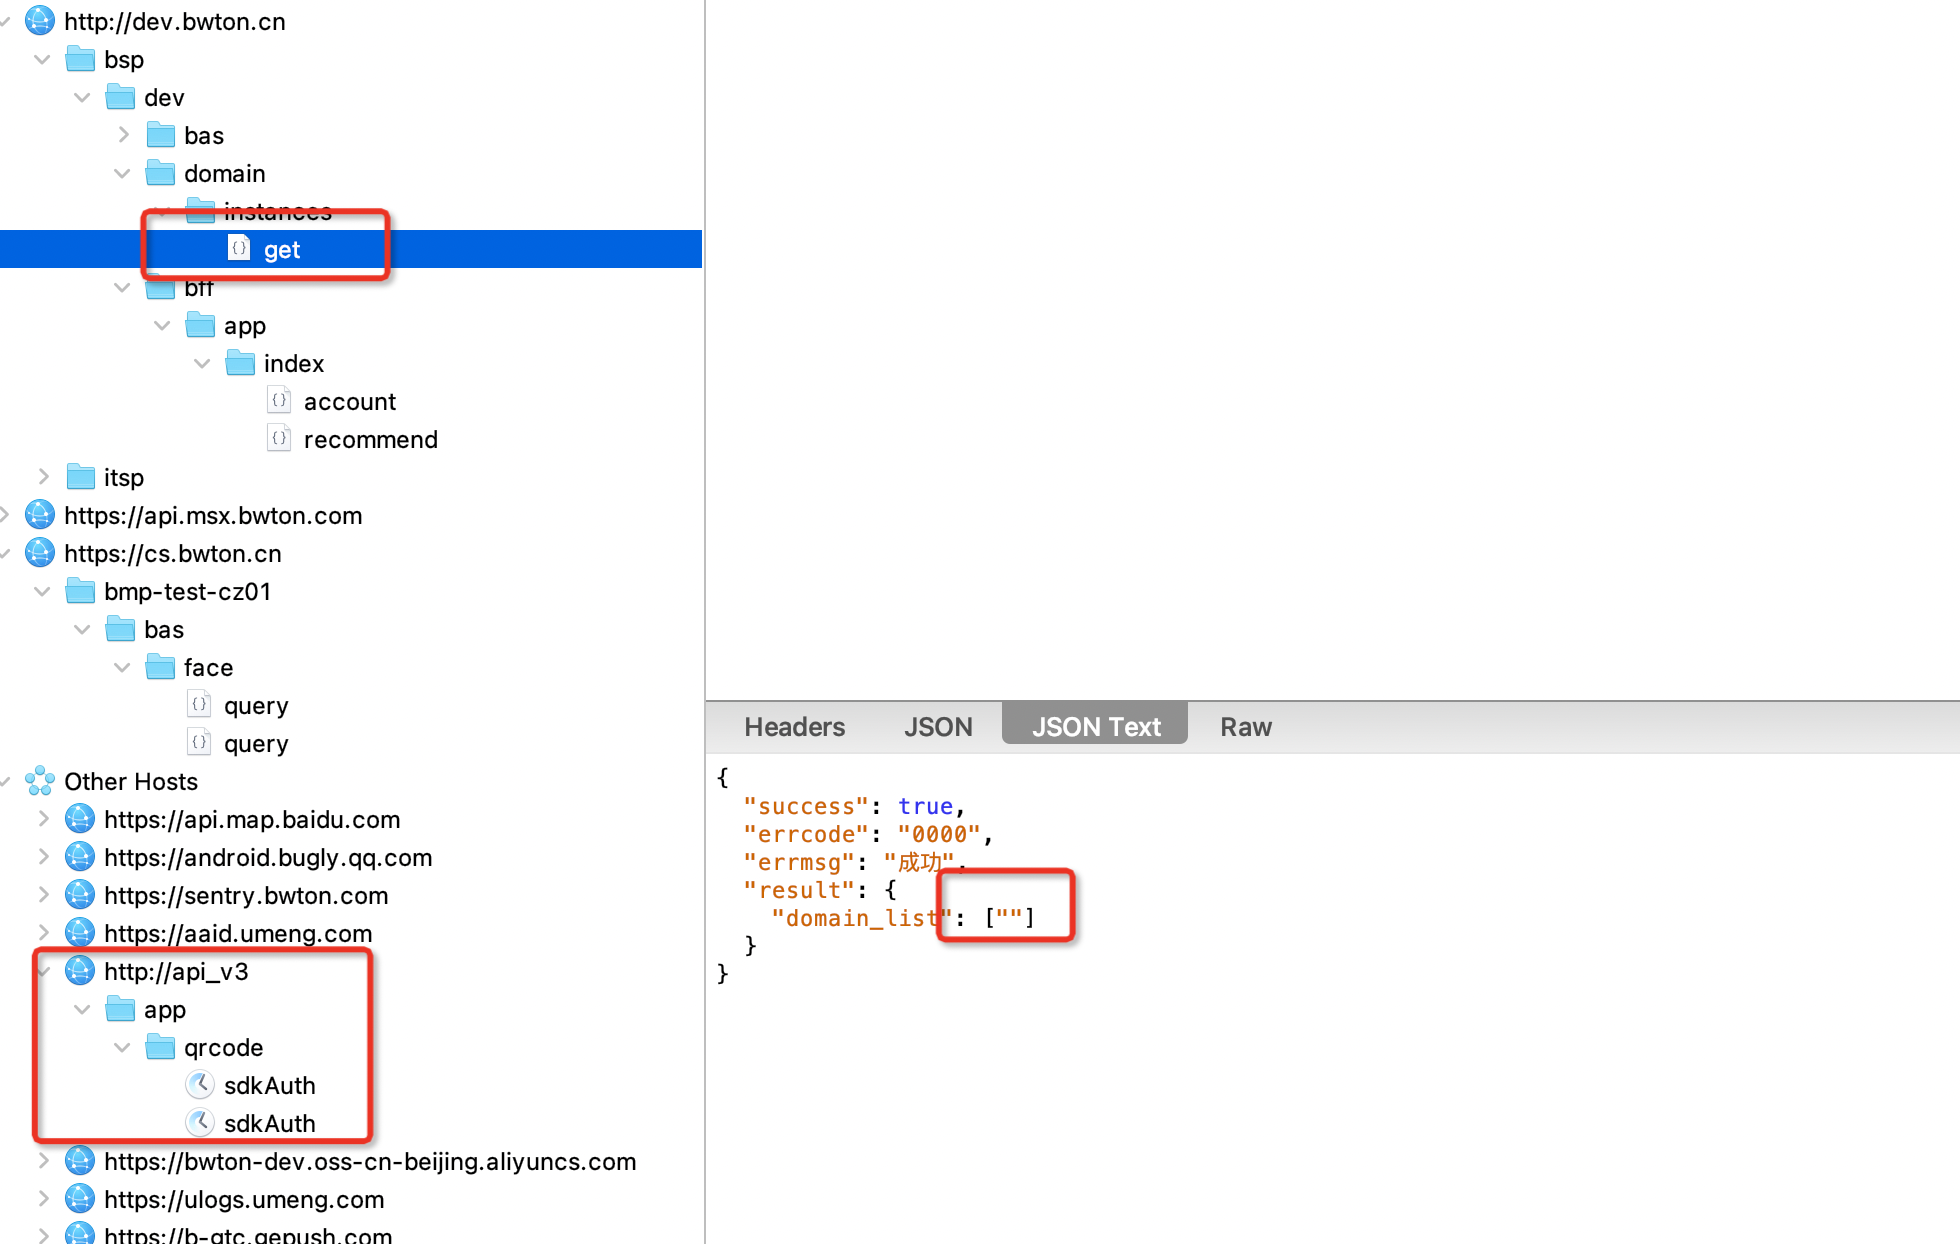 http://dev.bwton.cn
bsp
dev
bas
domain
instances
{} get
bff
app
index
{} account
{} recommend
itsp
https://api.msx.bwton.com
https://cs.bwton.cn
bmp-test-cz01
bas
face
{} query
{} query
Other Hosts
https://api.map.baidu.com
https://android.bugly.qq.com
https://sentry.bwton.com
https://aaid.umeng.com
http://api_v3
app
qrcode
sdkAuth
sdkAuth
https://bwton-dev.oss-cn-beijing.aliyuncs.com
https://ulogs.umeng.com
https://b-gtc.gepush.com
Headers JSON JSON Text Raw
{
"success": true,
"errcode": "0000",
"errmsg": "成功",
"result": {
"domain_list": [""]
}
}